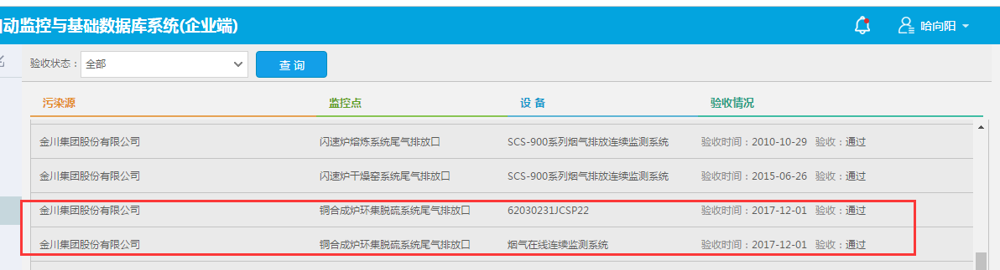 动监控与基础数据库系统(企业端)
哈向阳
验收状态：全部 查 询
污染源 监控点 设 备 验收情况
金川集团股份有限公司 闪速炉熔炼系统尾气排放口 SCS-900系列烟气排放连续监测系统 验收时间：2010-10-29 验收：通过
金川集团股份有限公司 闪速炉干燥窑系统尾气排放口 SCS-900系列烟气排放连续监测系统 验收时间：2015-06-26 验收：通过
金川集团股份有限公司 铜合成炉环集脱硫系统尾气排放口 62030231JCSP22 验收时间：2017-12-01 验收：通过
金川集团股份有限公司 铜合成炉环集脱硫系统尾气排放口 烟气在线连续监测系统 验收时间：2017-12-01 验收：通过